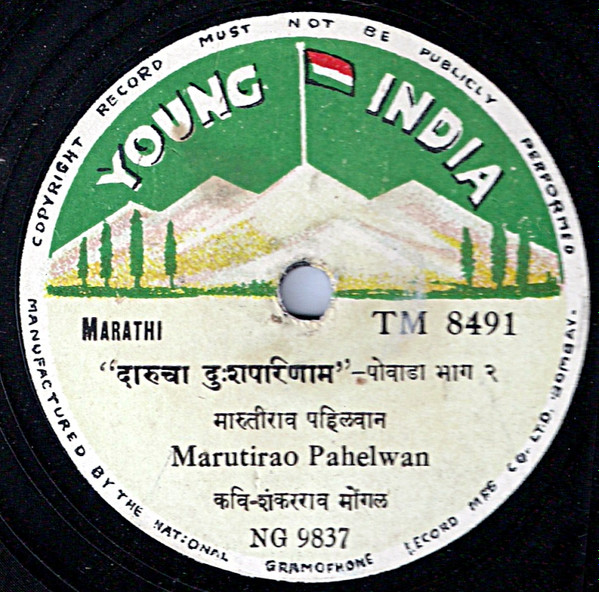 COPYRIGHT RECORD MUST NOT BE PUBLICLY PERFORMED
YOUNG INDIA
MARATHI
TM 8491
“दारुचा दुःशपारिणाम”-पोवाडा भाग २
मारुतीराव पहिलवान
Marutirao Pahelwan
कवि-शंकरराव मोंगल
NG 9837
MANUFACTURED BY THE NATIONAL GRAMOPHONE RECORD MFG CO. LTD. BOMBAY.